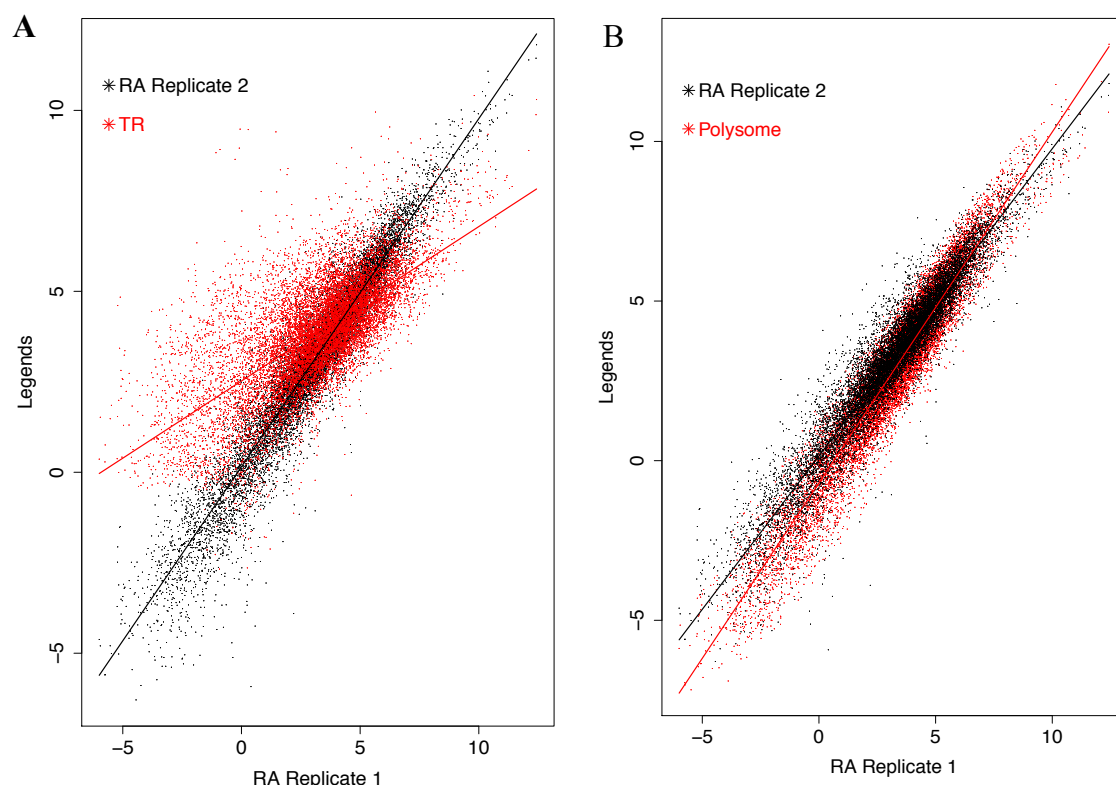 A
✳ RA Replicate 2
✳ TR
10
5
0
−5
Legends
−5 0 5 10
RA Replicate 1
B
✳ RA Replicate 2
✳ Polysome
10
5
0
−5
Legends
−5 0 5 10
RA Replicate 1